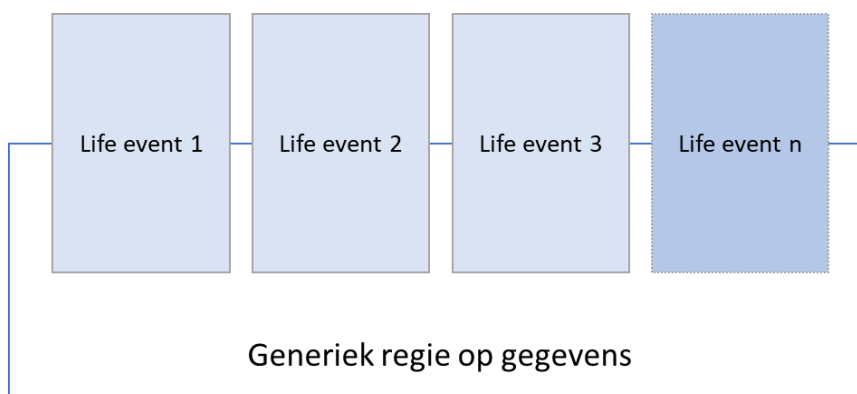 Life event 1
Life event 2
Life event 3
Life event n
Generiek regie op gegevens